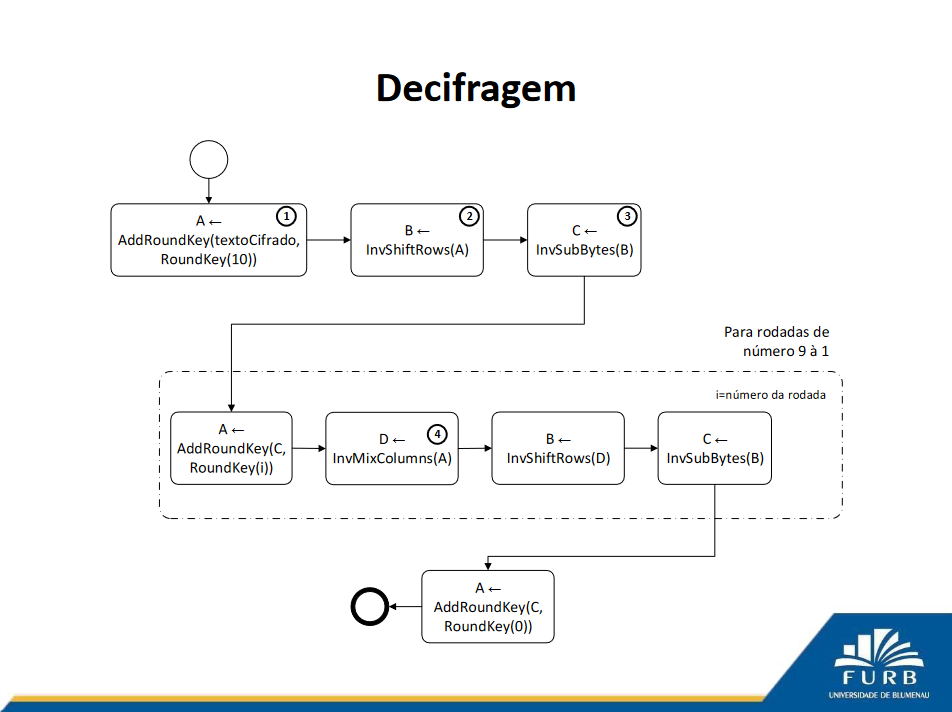 Decifragem
1
A ←
AddRoundKey(textoCifrado,
RoundKey(10))
2
B ←
InvShiftRows(A)
3
C ←
InvSubBytes(B)
Para rodadas de
número 9 à 1
i=número da rodada
A ←
AddRoundKey(C,
RoundKey(i))
4
D ←
InvMixColumns(A)
B ←
InvShiftRows(D)
C ←
InvSubBytes(B)
A ←
AddRoundKey(C,
RoundKey(0))
FURB
UNIVERSIDADE DE BLUMENAU